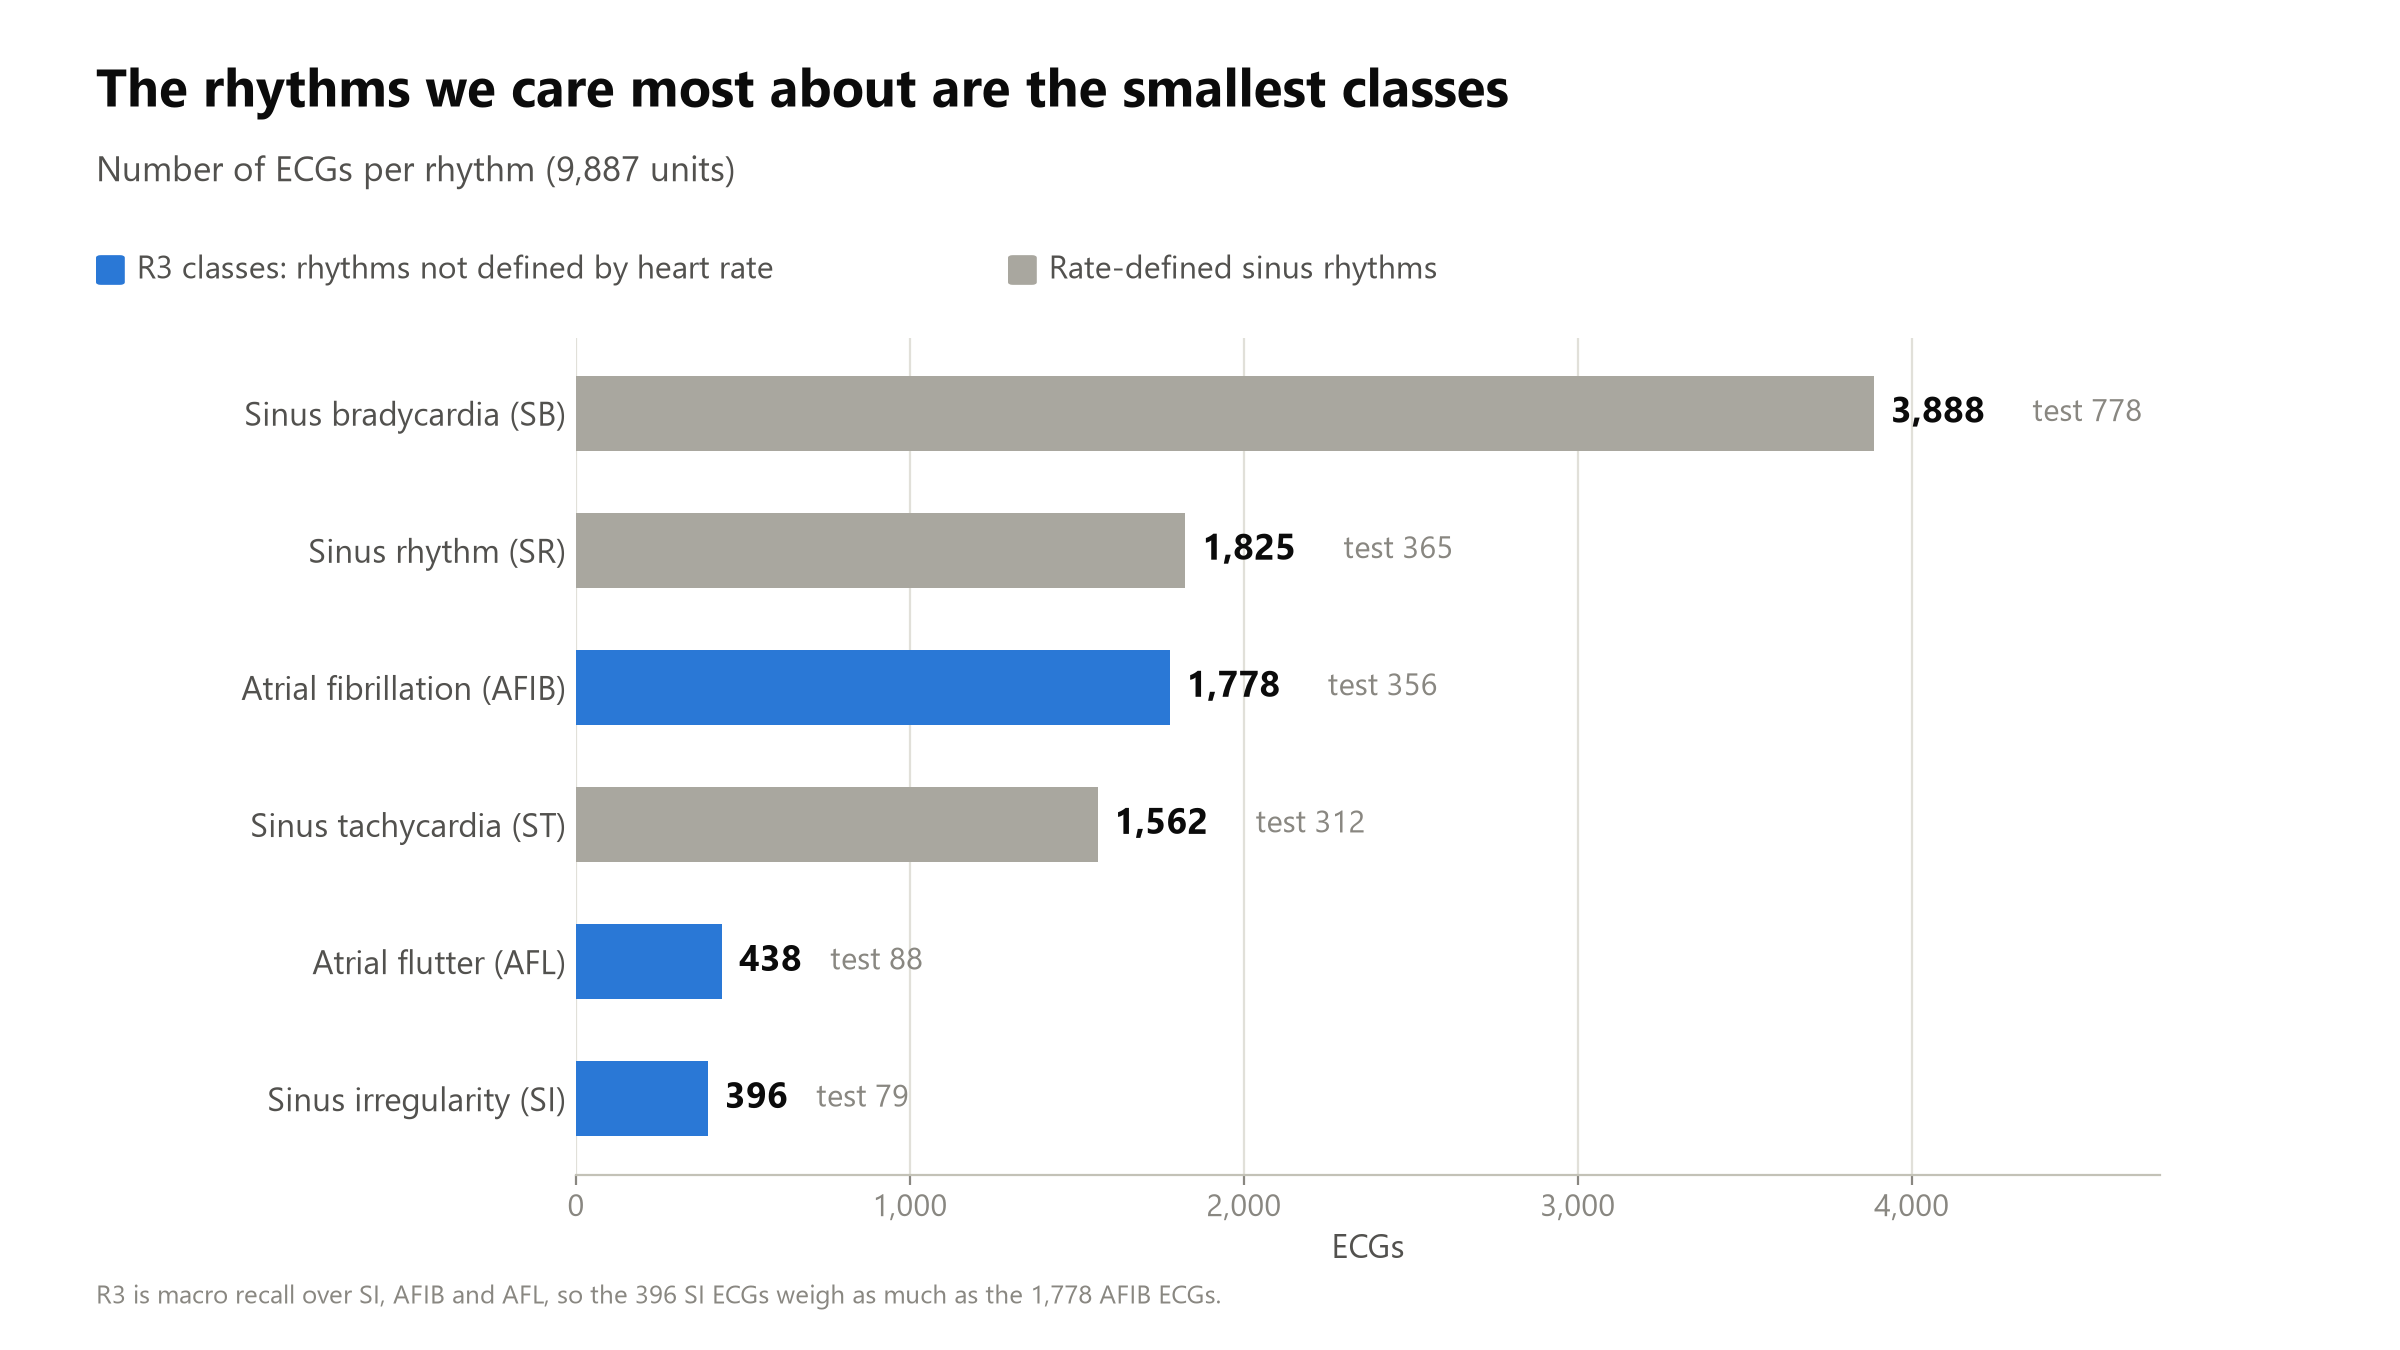 The rhythms we care most about are the smallest classes
Number of ECGs per rhythm (9,887 units)
R3 classes: rhythms not defined by heart rate
Rate-defined sinus rhythms
Sinus bradycardia (SB) 3,888 test 778
Sinus rhythm (SR) 1,825 test 365
Atrial fibrillation (AFIB) 1,778 test 356
Sinus tachycardia (ST) 1,562 test 312
Atrial flutter (AFL) 438 test 88
Sinus irregularity (SI) 396 test 79
0 1,000 2,000 3,000 4,000
ECGs
R3 is macro recall over SI, AFIB and AFL, so the 396 SI ECGs weigh as much as the 1,778 AFIB ECGs.